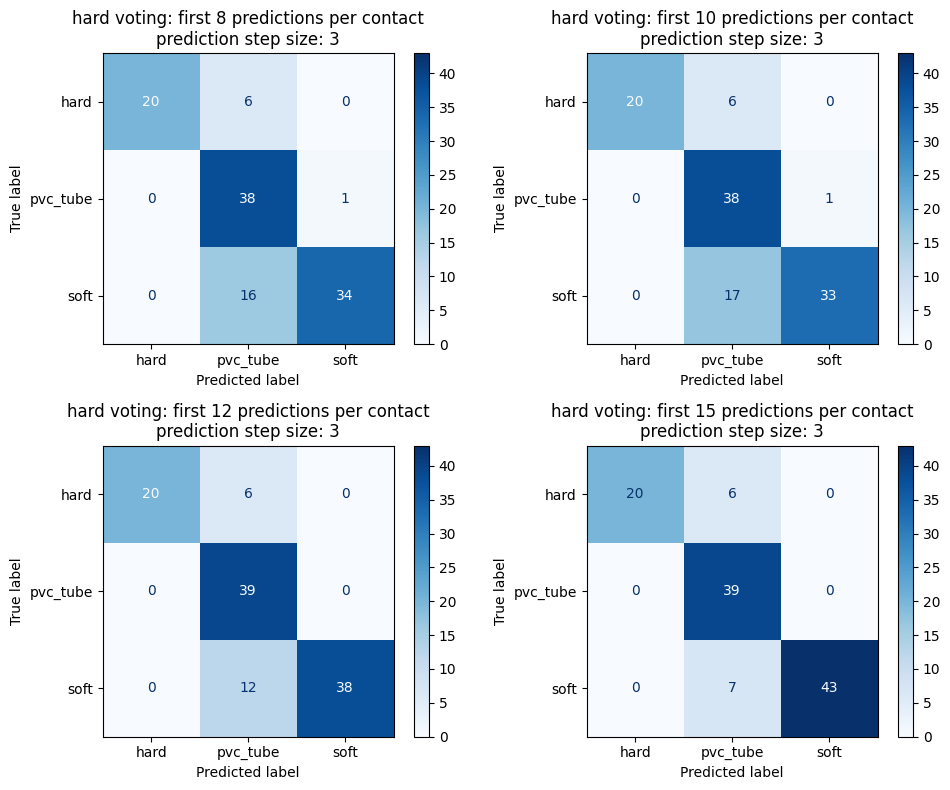 hard voting: first 8 predictions per contact
prediction step size: 3
hard
20
6
0
pvc_tube
0
38
1
soft
0
16
34
hard
pvc_tube
soft
True label
Predicted label
40
35
30
25
20
15
10
5
0
hard voting: first 10 predictions per contact
prediction step size: 3
hard
20
6
0
pvc_tube
0
38
1
soft
0
17
33
hard
pvc_tube
soft
True label
Predicted label
40
35
30
25
20
15
10
5
0
hard voting: first 12 predictions per contact
prediction step size: 3
hard
20
6
0
pvc_tube
0
39
0
soft
0
12
38
hard
pvc_tube
soft
True label
Predicted label
40
35
30
25
20
15
10
5
0
hard voting: first 15 predictions per contact
prediction step size: 3
hard
20
6
0
pvc_tube
0
39
0
soft
0
7
43
hard
pvc_tube
soft
True label
Predicted label
40
35
30
25
20
15
10
5
0